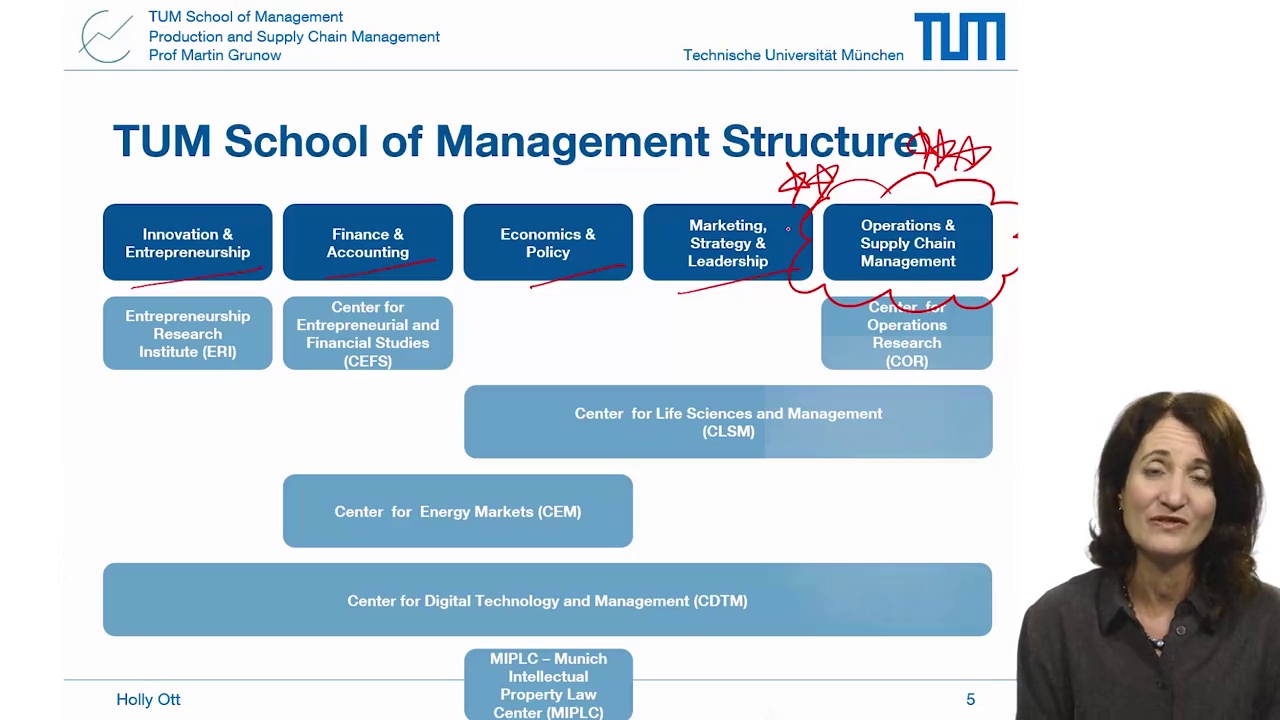 TUM School of Management
Production and Supply Chain Management
Prof Martin Grunow
Technische Universität München
TUM
TUM School of Management Structure
Innovation &
Entrepreneurship
Finance &
Accounting
Economics &
Policy
Marketing,
Strategy &
Leadership
Operations &
Supply Chain
Management
Entrepreneurship
Research
Institute (ERI)
Center for
Entrepreneurial and
Financial Studies
(CEFS)
Center for
Operations
Research
(COR)
Center for Life Sciences and Management
(CLSM)
Center for Energy Markets (CEM)
Center for Digital Technology and Management (CDTM)
MIPLC – Munich
Intellectual
Property Law
Center (MIPLC)
Holly Ott
5